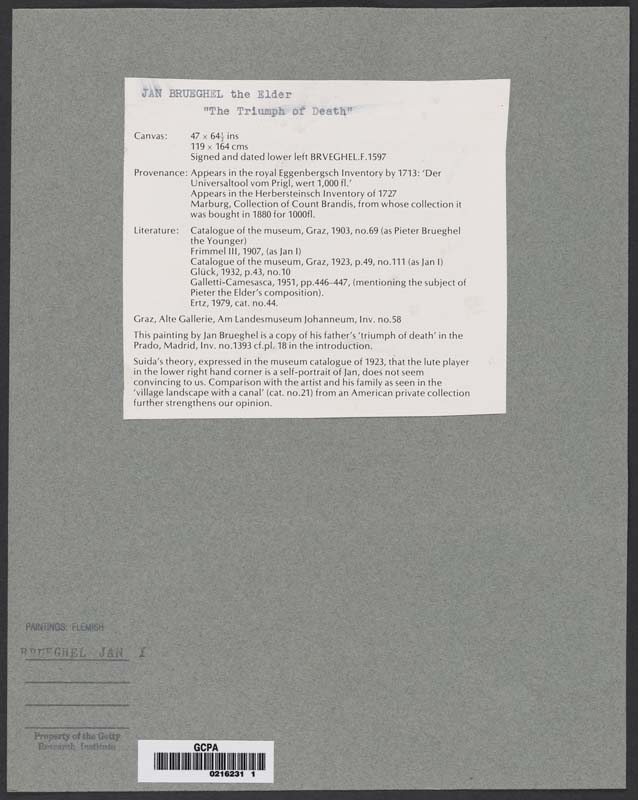 JAN BRUEGHEL the Elder
"The Triumph of Death"
Canvas: 47 × 64½ ins
119 × 164 cms
Signed and dated lower left BRVEGHEL.F.1597
Provenance: Appears in the royal Eggenbergsch Inventory by 1713: ‘Der
Universaltool vom Prigl, wert 1,000 fl.’
Appears in the Herbersteinsch Inventory of 1727
Marburg, Collection of Count Brandis, from whose collection it
was bought in 1880 for 1000fl.
Literature: Catalogue of the museum, Graz, 1903, no.69 (as Pieter Brueghel
the Younger)
Frimmel III, 1907, (as Jan I)
Catalogue of the museum, Graz, 1923, p.49, no.111 (as Jan I)
Glück, 1932, p.43, no.10
Galletti-Camesasca, 1951, pp.446–447, (mentioning the subject of
Pieter the Elder’s composition).
Ertz, 1979, cat. no.44.
Graz, Alte Gallerie, Am Landesmuseum Johanneum, Inv. no.58
This painting by Jan Brueghel is a copy of his father’s ‘triumph of death’ in the
Prado, Madrid, Inv. no.1393 cf.pl. 18 in the introduction.
Suida’s theory, expressed in the museum catalogue of 1923, that the lute player
in the lower right hand corner is a self-portrait of Jan, does not seem
convincing to us. Comparison with the artist and his family as seen in the
‘village landscape with a canal’ (cat. no.21) from an American private collection
further strengthens our opinion.
PAINTINGS: FLEMISH
BRUEGHEL JAN I
Property of the Getty
Research Institute
GCPA
0216231 1